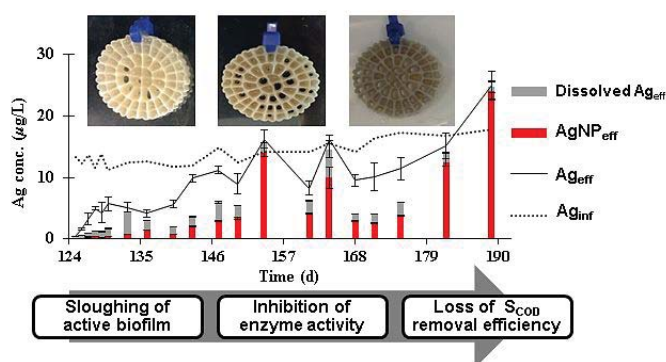 30
20
10
0
Ag conc. (µg/L)
124 135 146 157 168 179 190
Time (d)
Dissolved Ag_eff
AgNP_eff
Ag_eff
Ag_inf
Sloughing of
active biofilm
Inhibition of
enzyme activity
Loss of S_COD
removal efficiency